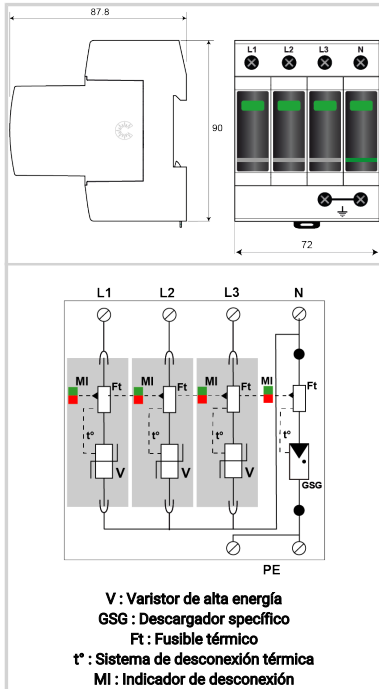 87.8
L1 L2 L3 N
90
72
L1 L2 L3 N
MI Ft MI Ft MI Ft MI Ft
t° t° t° t°
V V V
GSG
PE
V : Varistor de alta energía
GSG : Descargador specífico
Ft : Fusible térmico
t° : Sistema de desconexión térmica
MI : Indicador de desconexión